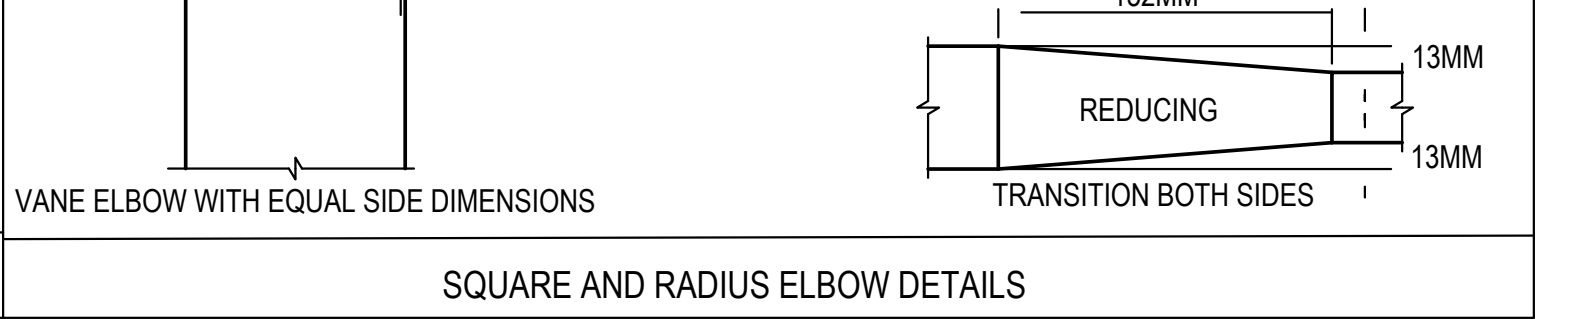 13MM
REDUCING
13MM
VANE ELBOW WITH EQUAL SIDE DIMENSIONS
TRANSITION BOTH SIDES
SQUARE AND RADIUS ELBOW DETAILS